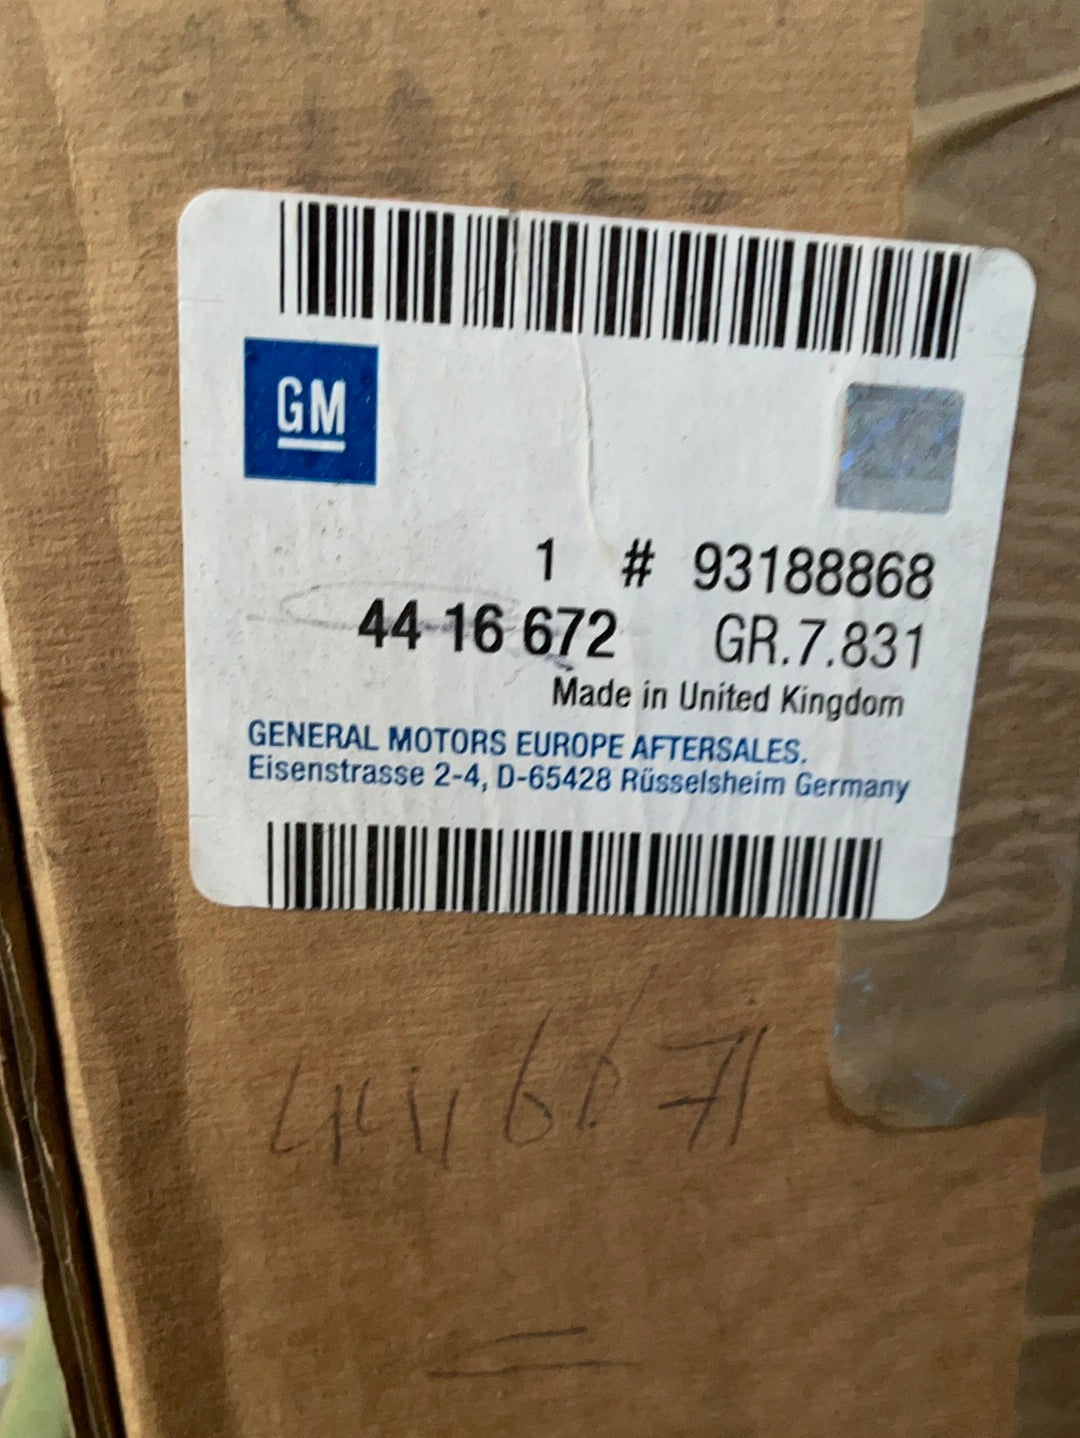 GM
1 # 93188868
44 16 672 GR.7.831
Made in United Kingdom
GENERAL MOTORS EUROPE AFTERSALES.
Eisenstrasse 2-4, D-65428 Rüsselsheim Germany
4416671